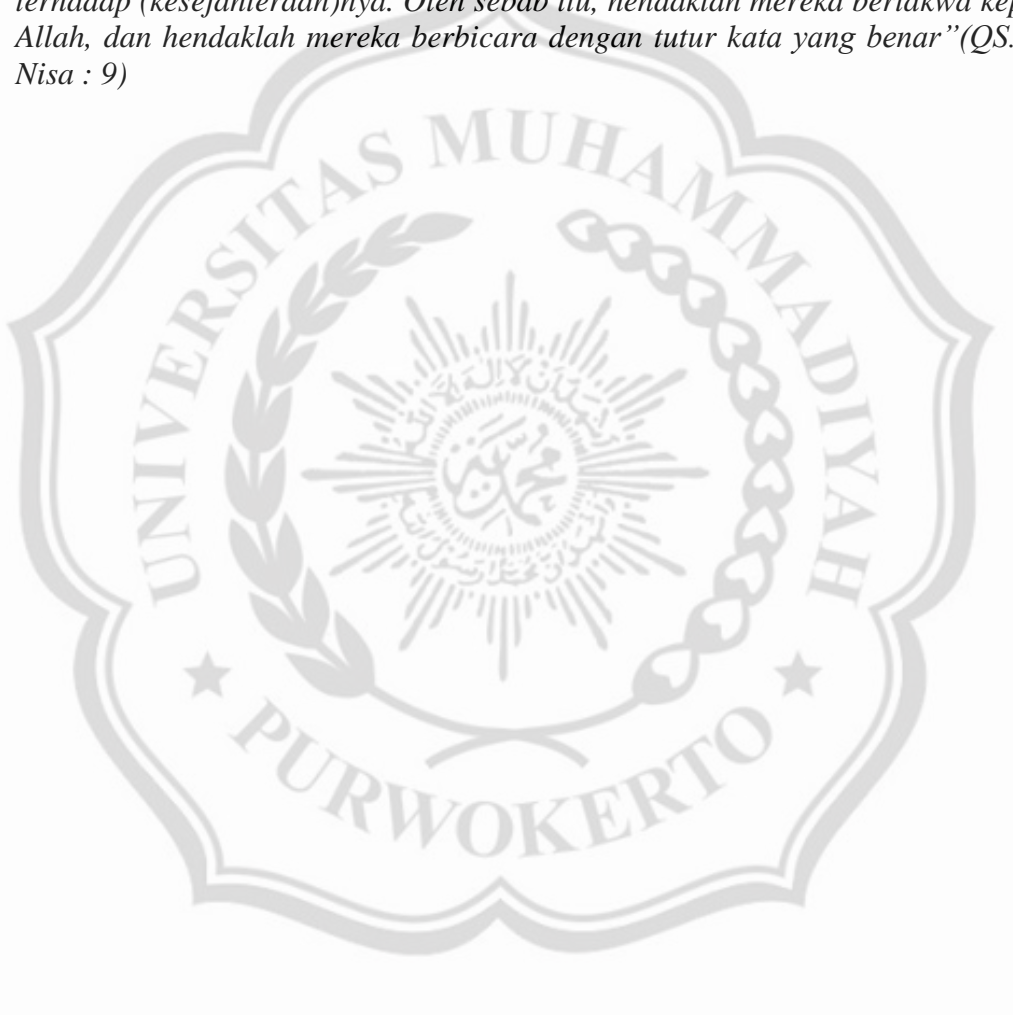 terhadap (kesejahteraan)nya. Oleh sebab itu, hendaklah mereka bertakwa kep
Allah, dan hendaklah mereka berbicara dengan tutur kata yang benar”(QS.
Nisa : 9)
UNIVERSITAS MUHAMMADIYAH
PURWOKERTO